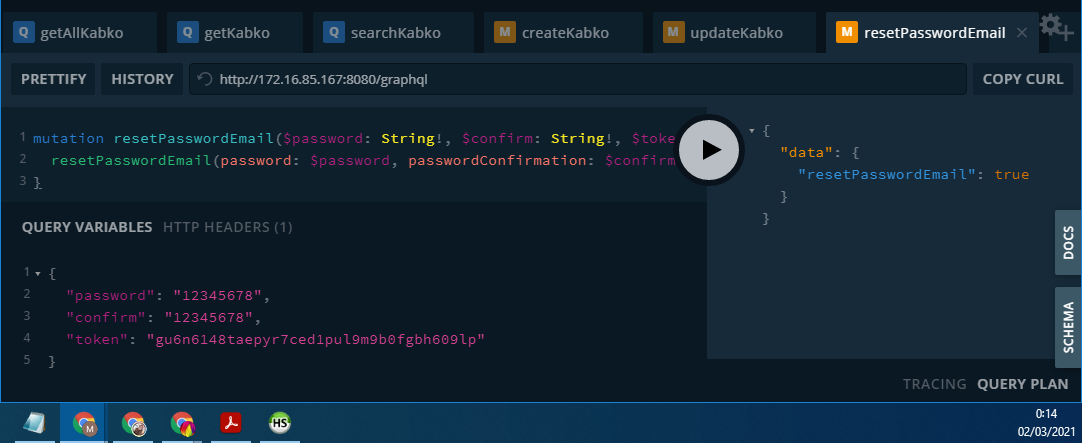 Q getAllKabko
Q getKabko
Q searchKabko
M createKabko
M updateKabko
M resetPasswordEmail
PRETTIFY
HISTORY
http://172.16.85.167:8080/graphql
COPY CURL
1 mutation resetPasswordEmail($password: String!, $confirm: String!, $toke
2 resetPasswordEmail(password: $password, passwordConfirmation: $confirm
3 }
{
"data": {
"resetPasswordEmail": true
}
}
DOCS
SCHEMA
QUERY VARIABLES HTTP HEADERS (1)
1 {
2 "password": "12345678",
3 "confirm": "12345678",
4 "token": "gu6n6148taepyr7ced1pul9m9b0fgbh609lp"
5 }
TRACING QUERY PLAN
M
HS
0:14
02/03/2021